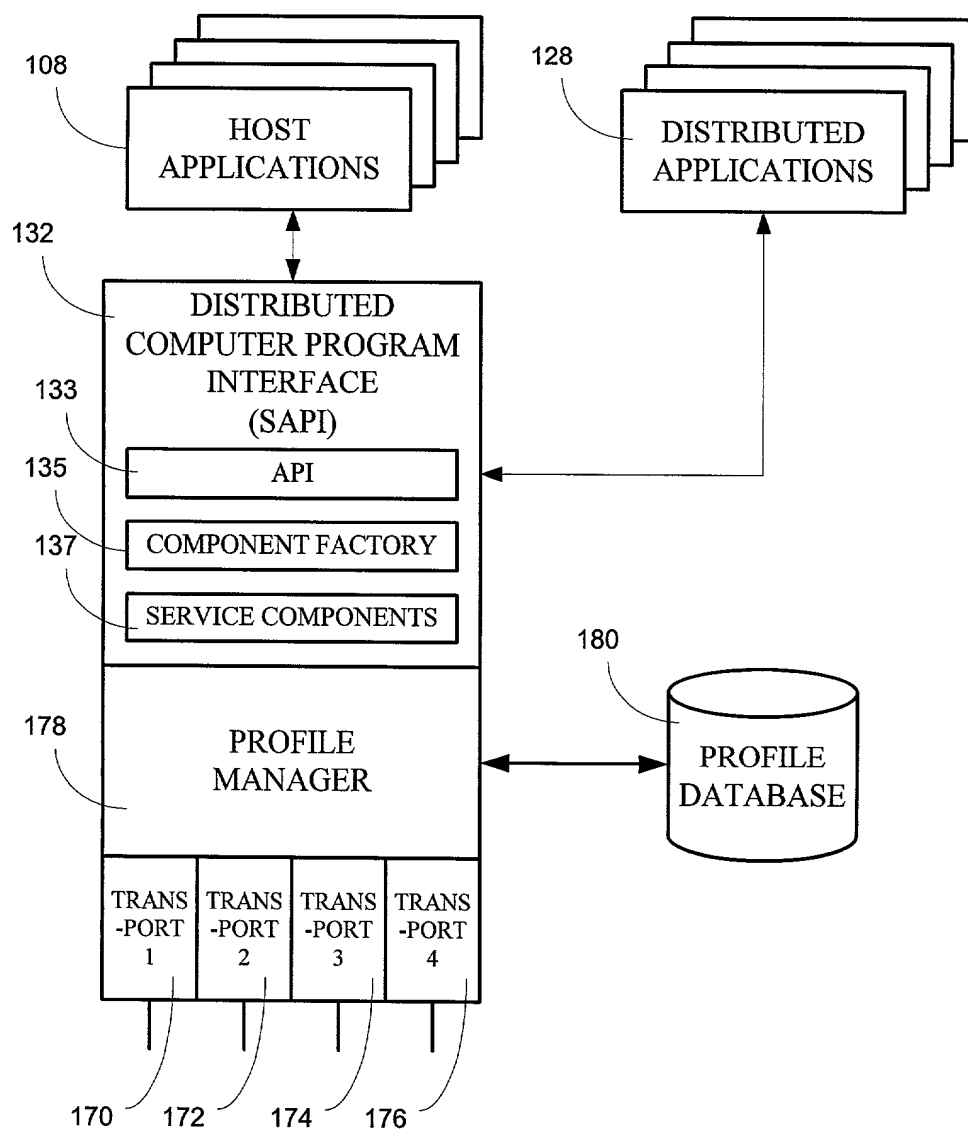 108
HOST
APPLICATIONS
128
DISTRIBUTED
APPLICATIONS
132
DISTRIBUTED
COMPUTER PROGRAM
INTERFACE
(SAPI)
133
API
135
COMPONENT FACTORY
137
SERVICE COMPONENTS
178
PROFILE
MANAGER
180
PROFILE
DATABASE
TRANS
-PORT
1
TRANS
-PORT
2
TRANS
-PORT
3
TRANS
-PORT
4
170
172
174
176